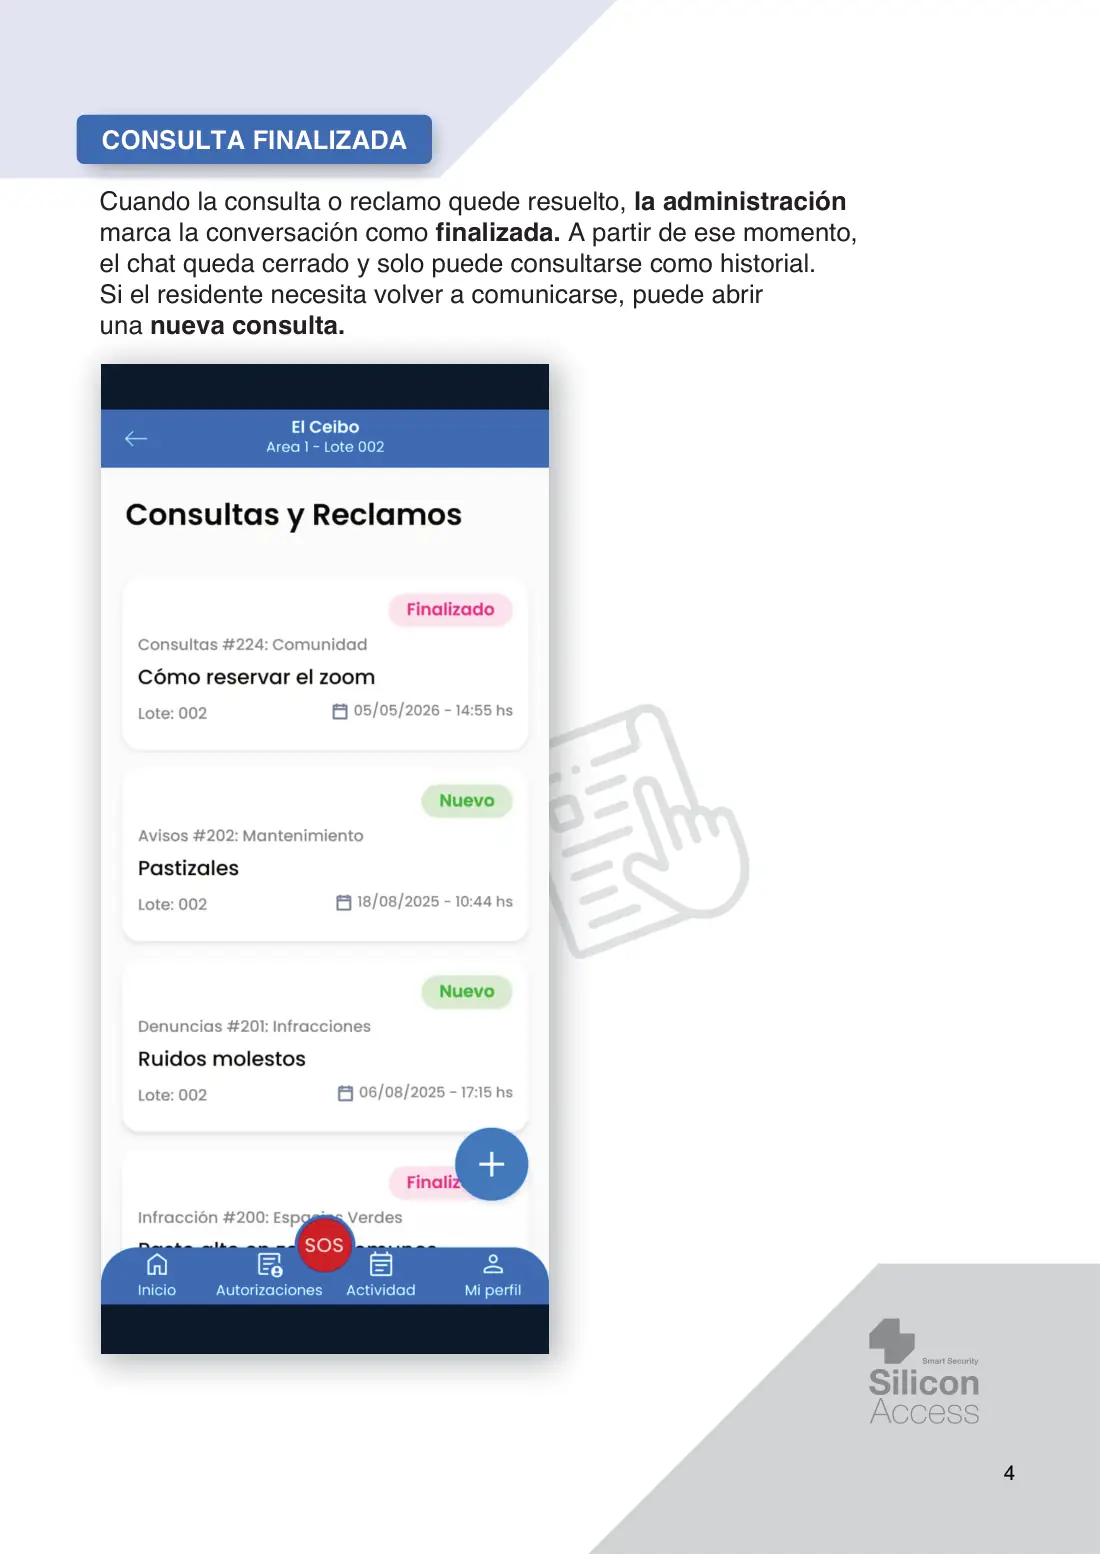 CONSULTA FINALIZADA
Cuando la consulta o reclamo quede resuelto, la administración
marca la conversación como finalizada. A partir de ese momento,
el chat queda cerrado y solo puede consultarse como historial.
Si el residente necesita volver a comunicarse, puede abrir
una nueva consulta.
El Ceibo
Area 1 - Lote 002
Consultas y Reclamos
Finalizado
Consultas #224: Comunidad
Cómo reservar el zoom
Lote: 002
05/05/2026 - 14:55 hs
Nuevo
Avisos #202: Mantenimiento
Pastizales
Lote: 002
18/08/2025 - 10:44 hs
Nuevo
Denuncias #201: Infracciones
Ruidos molestos
Lote: 002
06/08/2025 - 17:15 hs
+
Finaliz
Infracción #200: Espacios Verdes
Pasto alto en
SOS
Inicio
Autorizaciones
Actividad
Mi perfil
Smart Security
Silicon
Access
4